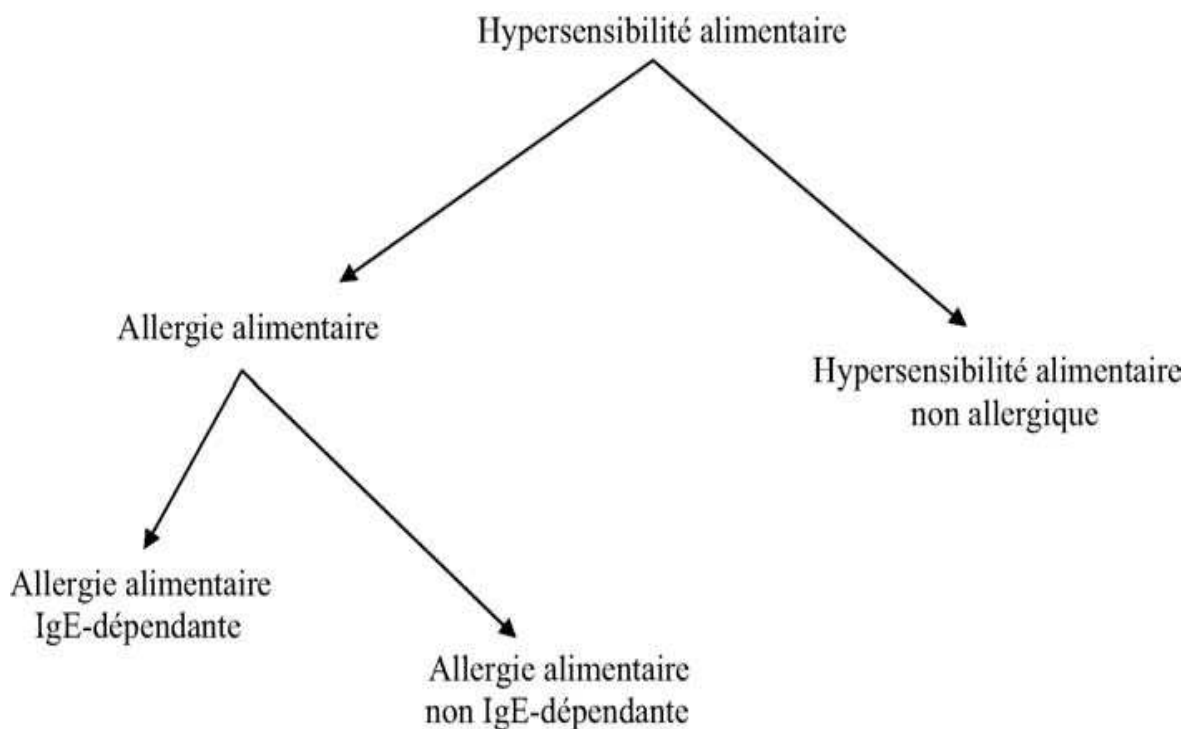 Hypersensibilité alimentaire
Allergie alimentaire
Hypersensibilité alimentaire
non allergique
Allergie alimentaire
IgE-dépendante
Allergie alimentaire
non IgE-dépendante